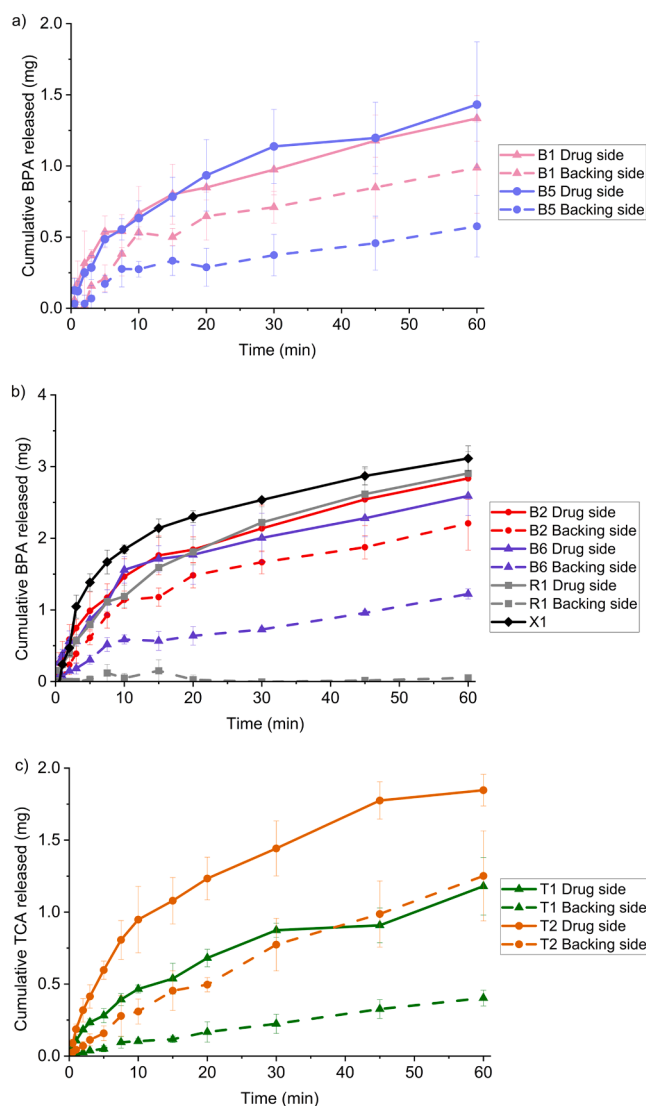 a)
2.0
1.5
1.0
0.5
0.0
Cumulative BPA released (mg)
0 10 20 30 40 50 60
Time (min)
B1 Drug side
B1 Backing side
B5 Drug side
B5 Backing side
b)
4
3
2
1
0
Cumulative BPA released (mg)
0 10 20 30 40 50 60
Time (min)
B2 Drug side
B2 Backing side
B6 Drug side
B6 Backing side
R1 Drug side
R1 Backing side
X1
c)
2.0
1.5
1.0
0.5
0.0
Cumulative TCA released (mg)
0 10 20 30 40 50 60
Time (min)
T1 Drug side
T1 Backing side
T2 Drug side
T2 Backing side